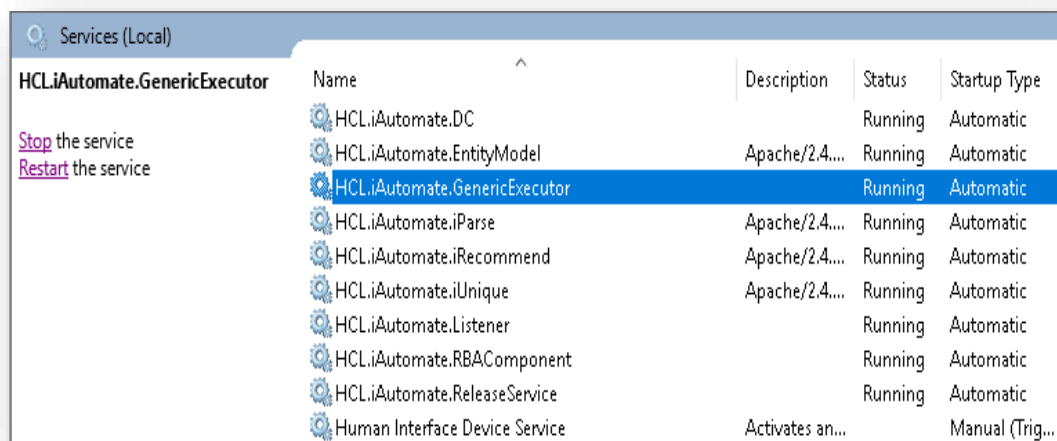 Services (Local)
HCL.iAutomate.GenericExecutor
Stop the service
Restart the service
Name Description Status Startup Type
HCL.iAutomate.DC Running Automatic
HCL.iAutomate.EntityModel Apache/2.4.... Running Automatic
HCL.iAutomate.GenericExecutor Running Automatic
HCL.iAutomate.iParse Apache/2.4.... Running Automatic
HCL.iAutomate.iRecommend Apache/2.4.... Running Automatic
HCL.iAutomate.iUnique Apache/2.4.... Running Automatic
HCL.iAutomate.Listener Running Automatic
HCL.iAutomate.RBAComponent Running Automatic
HCL.iAutomate.ReleaseService Running Automatic
Human Interface Device Service Activates an... Manual (Trig...